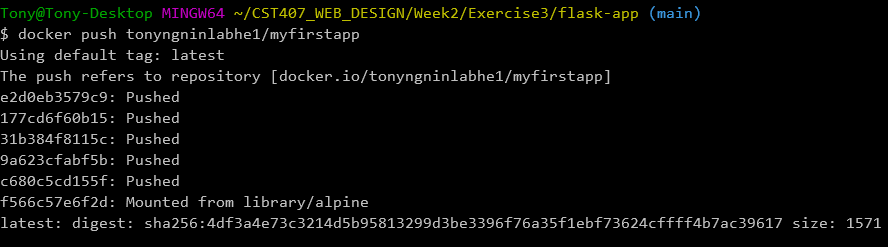 Tony@Tony-Desktop MINGW64 ~/CST407_WEB_DESIGN/Week2/Exercise3/flask-app (main)
$ docker push tonyngninlabhe1/myfirstapp
Using default tag: latest
The push refers to repository [docker.io/tonyngninlabhe1/myfirstapp]
e2d0eb3579c9: Pushed
177cd6f60b15: Pushed
31b384f8115c: Pushed
9a623cfabf5b: Pushed
c680c5cd155f: Pushed
f566c57e6f2d: Mounted from library/alpine
latest: digest: sha256:4df3a4e73c3214d5b95813299d3be3396f76a35f1ebf73624cffff4b7ac39617 size: 1571